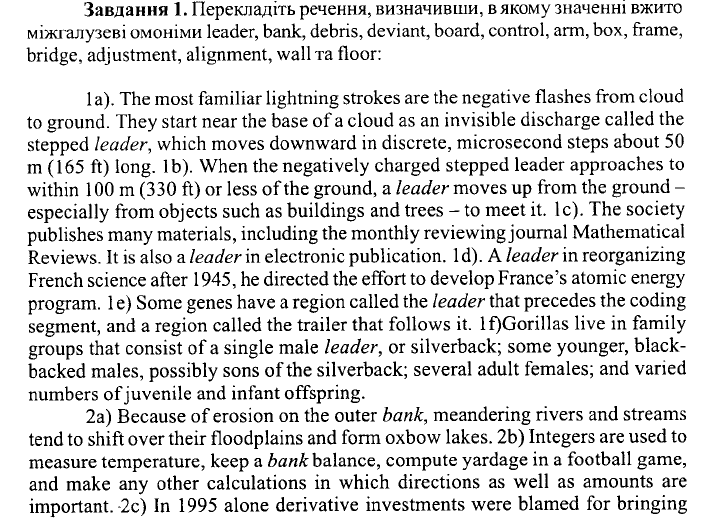 Завдання 1. Перекладіть речення, визначивши, в якому значенні вжито
міжгалузеві омоніми leader, bank, debris, deviant, board, control, arm, box, frame,
bridge, adjustment, alignment, wall та floor:
1a). The most familiar lightning strokes are the negative flashes from cloud
to ground. They start near the base of a cloud as an invisible discharge called the
stepped leader, which moves downward in discrete, microsecond steps about 50
m (165 ft) long. 1b). When the negatively charged stepped leader approaches to
within 100 m (330 ft) or less of the ground, a leader moves up from the ground –
especially from objects such as buildings and trees – to meet it. 1c). The society
publishes many materials, including the monthly reviewing journal Mathematical
Reviews. It is also a leader in electronic publication. 1d). A leader in reorganizing
French science after 1945, he directed the effort to develop France's atomic energy
program. 1e) Some genes have a region called the leader that precedes the coding
segment, and a region called the trailer that follows it. 1f)Gorillas live in family
groups that consist of a single male leader, or silverback; some younger, black-
backed males, possibly sons of the silverback; several adult females; and varied
numbers of juvenile and infant offspring.
2a) Because of erosion on the outer bank, meandering rivers and streams
tend to shift over their floodplains and form oxbow lakes. 2b) Integers are used to
measure temperature, keep a bank balance, compute yardage in a football game,
and make any other calculations in which directions as well as amounts are
important. 2c) In 1995 alone derivative investments were blamed for bringing